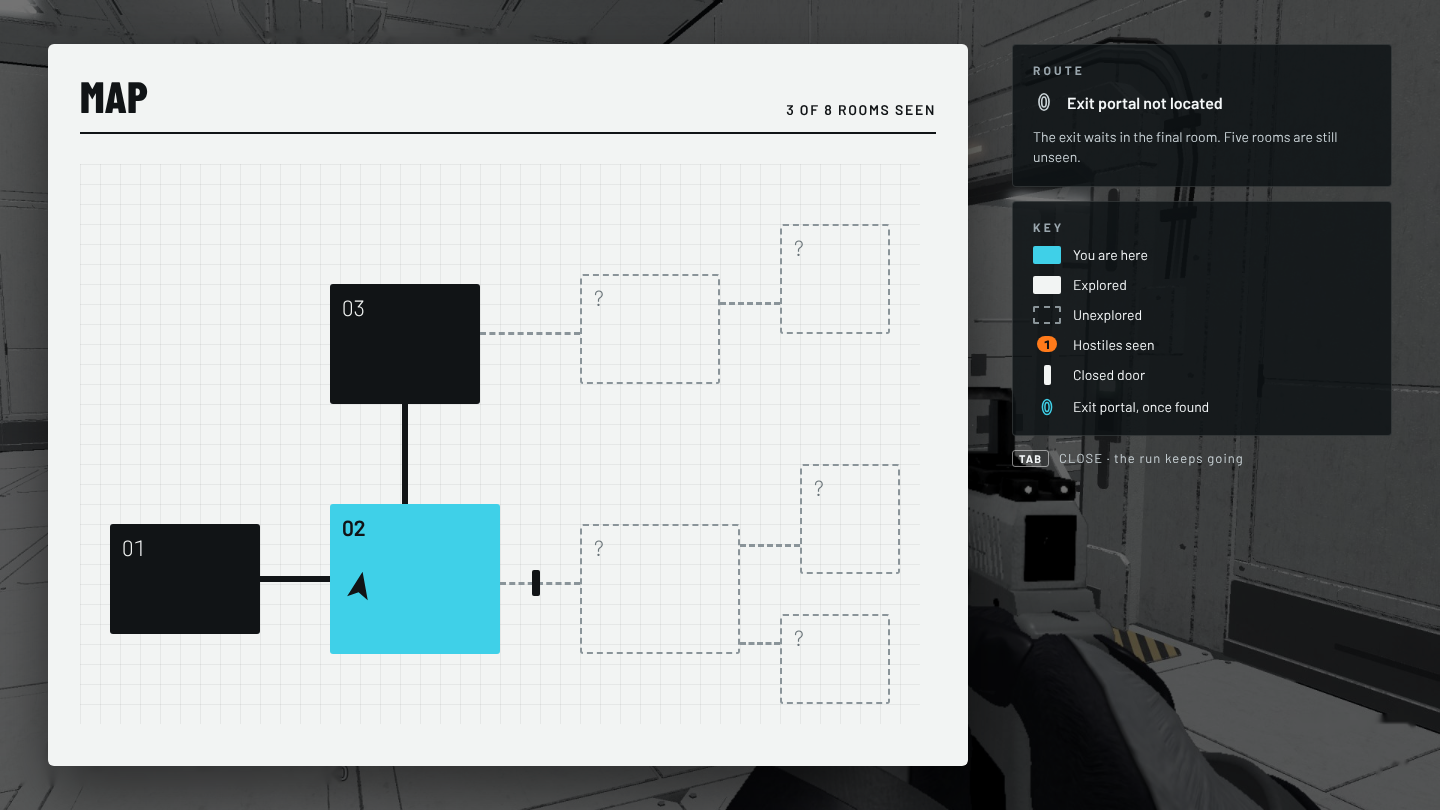 MAP
3 OF 8 ROOMS SEEN
?
?
03
?
02
01
?
?
ROUTE
Exit portal not located
The exit waits in the final room. Five rooms are still
unseen.
KEY
You are here
Explored
Unexplored
1 Hostiles seen
Closed door
Exit portal, once found
TAB CLOSE · the run keeps going